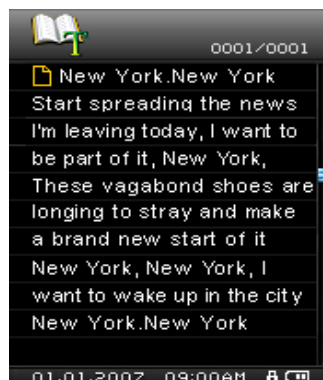 0001/0001
New York.New York
Start spreading the news
I'm leaving today, I want to
be part of it, New York,
These vagabond shoes are
longing to stray and make
a brand new start of it
New York, New York, I
want to wake up in the city
New York.New York
01.01.2007 09:00AM